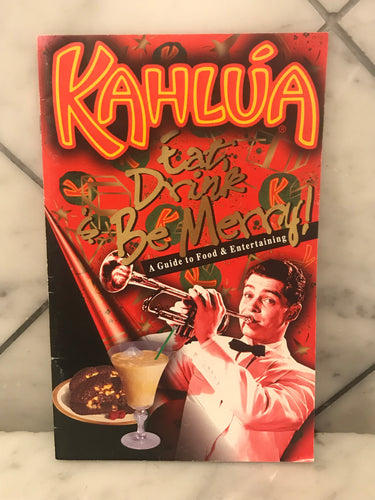 KAHLÚA®
Eat,
Drink
& Be Merry!
A Guide to Food & Entertaining